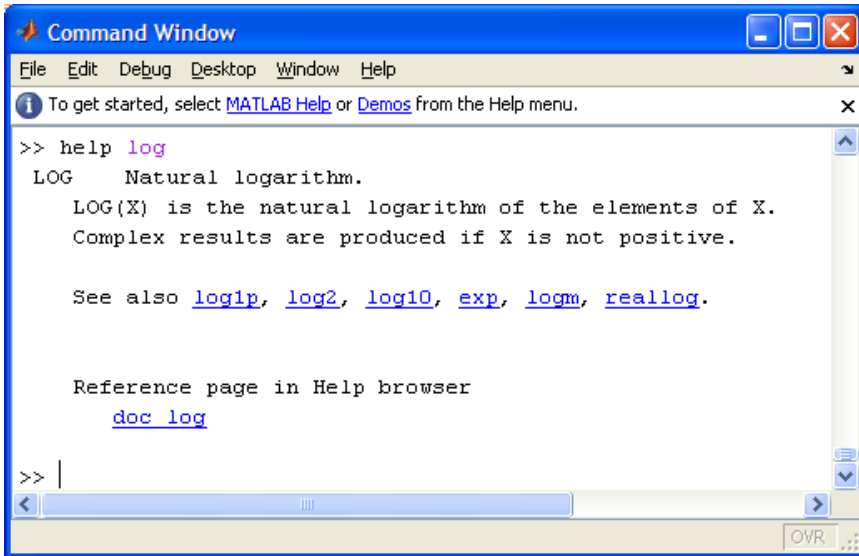 Command Window
File Edit Debug Desktop Window Help
To get started, select MATLAB Help or Demos from the Help menu.
>> help log
LOG Natural logarithm.
LOG(X) is the natural logarithm of the elements of X.
Complex results are produced if X is not positive.
See also log1p, log2, log10, exp, logm, reallog.
Reference page in Help browser
doc log
>>
OVR